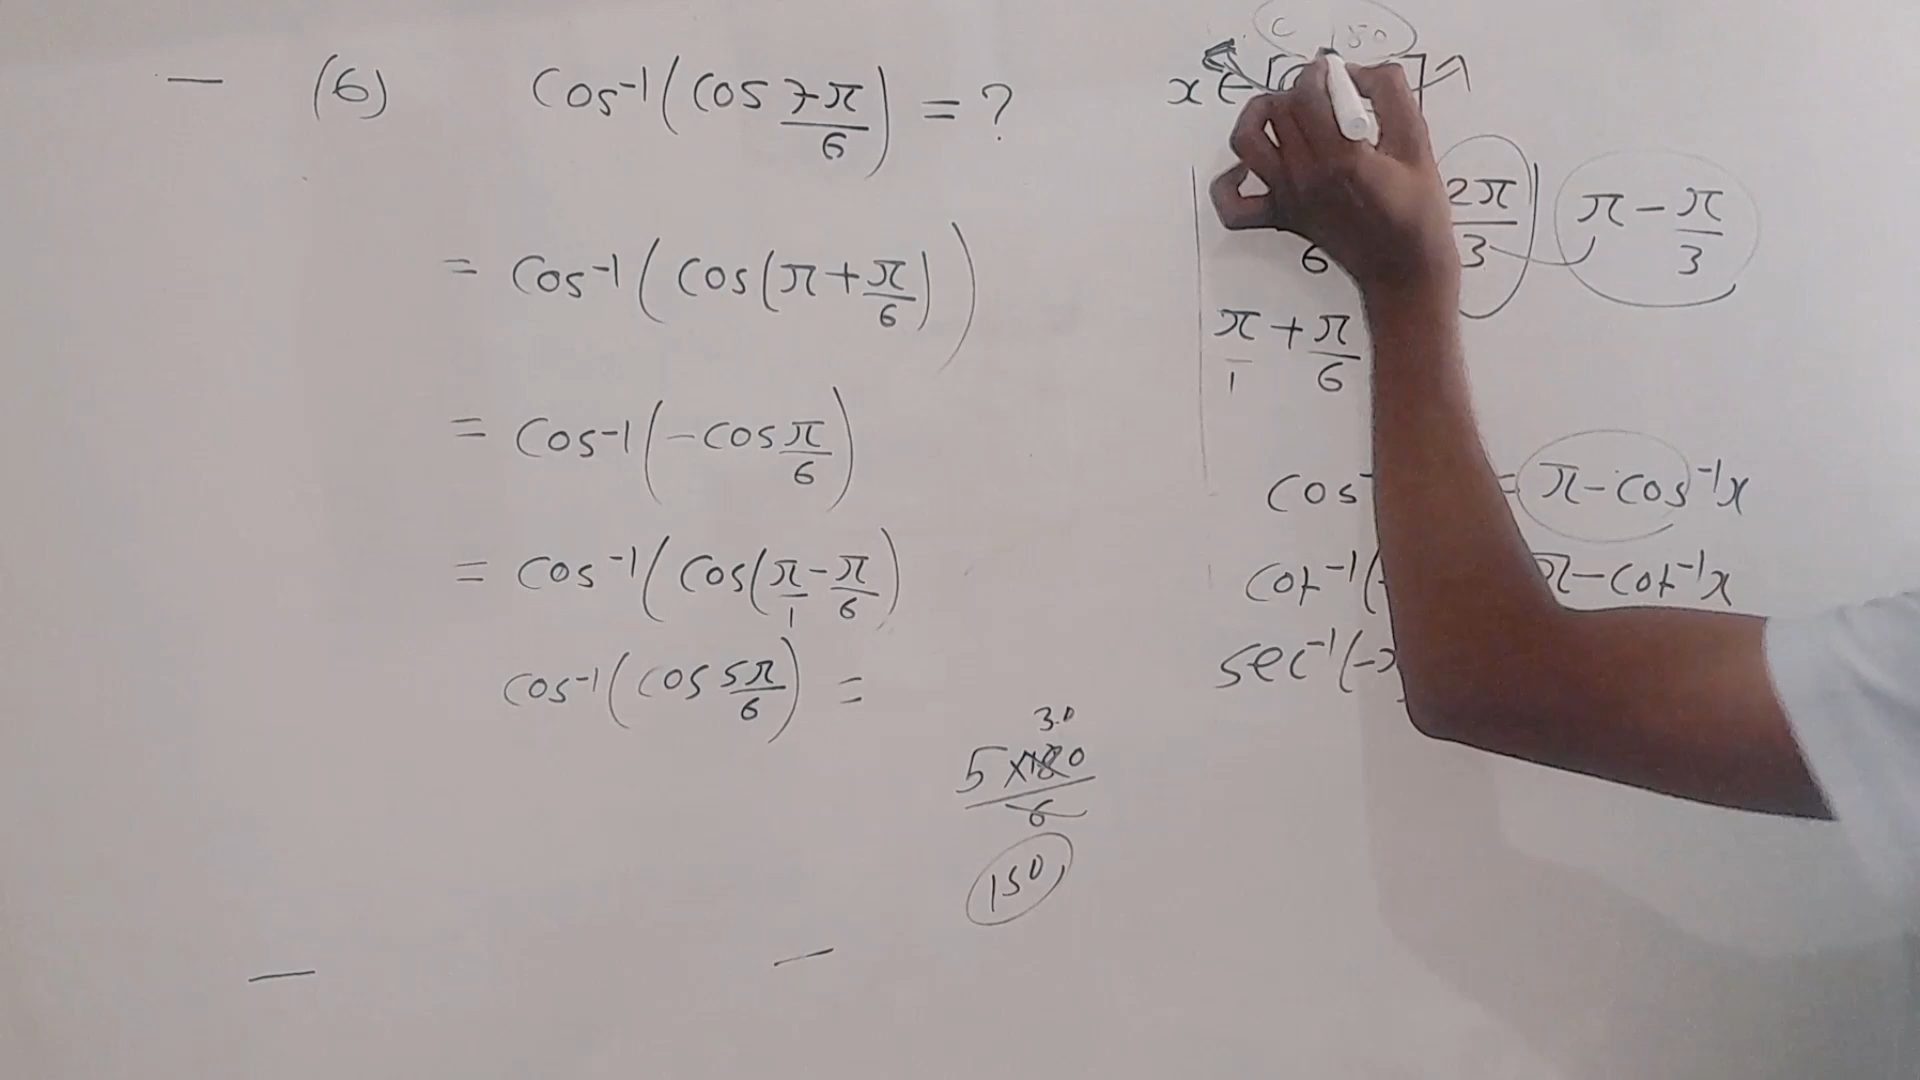 (6) cos⁻¹(cos 7π/6) = ?
= cos⁻¹(cos(π + π/6))
= cos⁻¹(-cos π/6)
= cos⁻¹(cos(π/1 - π/6)
cos⁻¹(cos 5π/6) =
5×180/6
30
150
x ∈ [
150
6
2π/3
π - π/3
π/1 + π/6
cos⁻ = π - cos⁻¹x
cot⁻¹( π - cot⁻¹x
sec⁻¹(-x